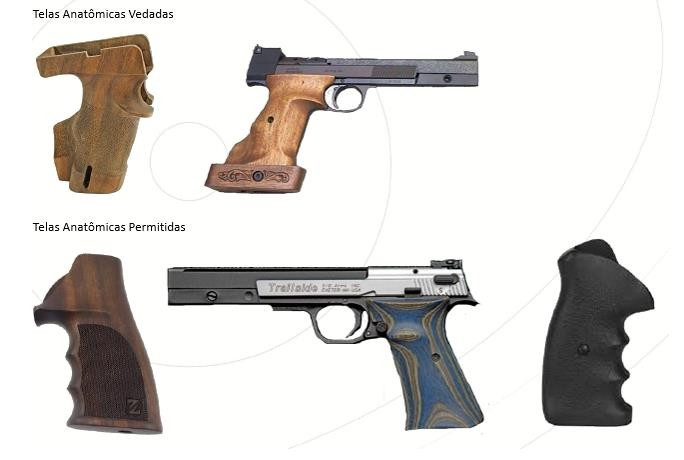 Telas Anatômicas Vedadas
Telas Anatômicas Permitidas
Trailside
Z